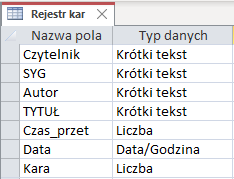 Rejestr kar
Nazwa pola Typ danych
Czytelnik Krótki tekst
SYG Krótki tekst
Autor Krótki tekst
TYTUŁ Krótki tekst
Czas_przet Liczba
Data Data/Godzina
Kara Liczba